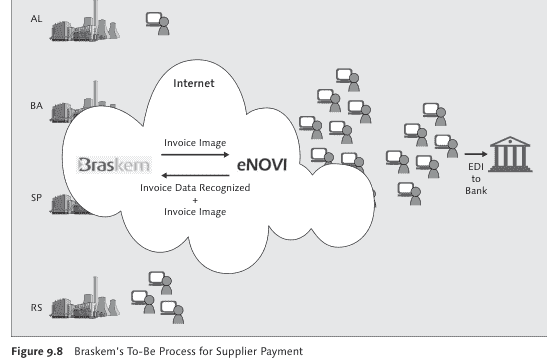 AL
Internet
BA
Invoice Image
Braskem
eNOVI
Invoice Data Recognized
+
Invoice Image
EDI
to
Bank
SP
RS
Figure 9.8 Braskem's To-Be Process for Supplier Payment